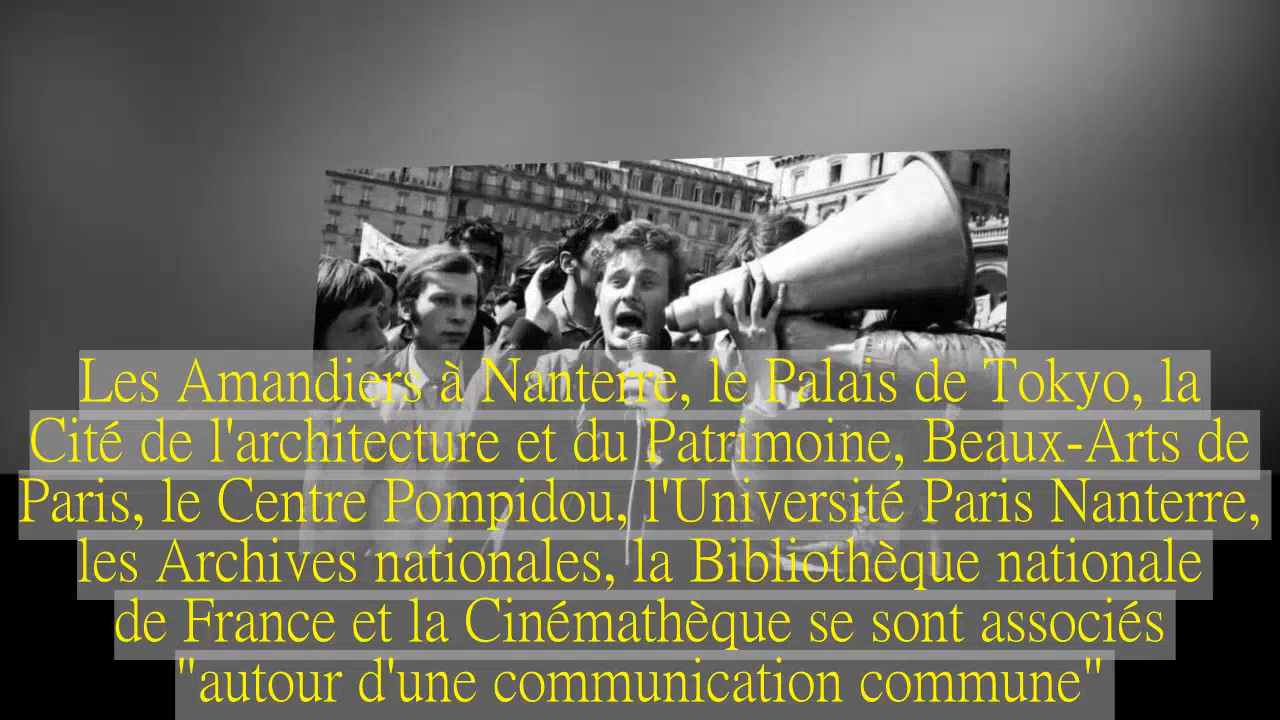 Les Amandiers à Nanterre, le Palais de Tokyo, la
Cité de l'architecture et du Patrimoine, Beaux-Arts de
Paris, le Centre Pompidou, l'Université Paris Nanterre,
les Archives nationales, la Bibliothèque nationale
de France et la Cinémathèque se sont associés
"autour d'une communication commune"